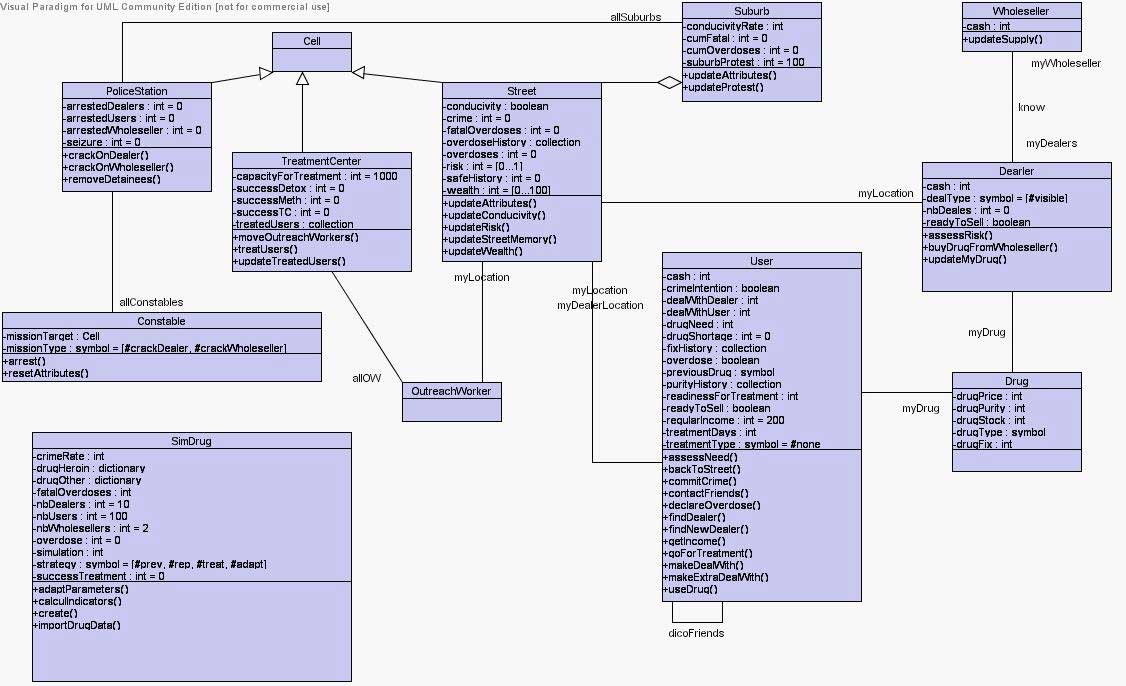 Visual Paradigm for UML Community Edition [not for commercial use]
allSuburbs
Suburb
-conducivityRate : int
-cumFatal : int = 0
-cumOverdoses : int = 0
-suburbProtest : int = 100
+updateAttributes()
+updateProtest()
Wholeseller
-cash : int
+updateSupply()
myWholeseller
know
myDealers
Cell
PoliceStation
-arrestedDealers : int = 0
-arrestedUsers : int = 0
-arrestedWholeseller : int = 0
-seizure : int = 0
+crackOnDealer()
+crackOnWholeseller()
+removeDetainees()
TreatmentCenter
-capacityForTreatment : int = 1000
-successDetox : int = 0
-successMeth : int = 0
-successTC : int = 0
-treatedUsers : collection
+moveOutreachWorkers()
+treatUsers()
+updateTreatedUsers()
Street
-conducivity : boolean
-crime : int = 0
-fatalOverdoses : int = 0
-overdoseHistory : collection
-overdoses : int = 0
-risk : int = [0...1]
-safeHistory : int = 0
-wealth : int = [0...100]
+updateAttributes()
+updateConducivity()
+updateRisk()
+updateStreetMemory()
+updateWealth()
myLocation
Dearler
-cash : int
-dealType : symbol = [#visible]
-nbDeales : int = 0
-readyToSell : boolean
+assessRisk()
+buyDrugFromWholeseller()
+updateMyDrug()
myLocation
myLocation
myDealerLocation
User
-cash : int
-crimeIntention : boolean
-dealWithDealer : int
-dealWithUser : int
-drugNeed : int
-drugShortage : int = 0
-fixHistory : collection
-overdose : boolean
-previousDrug : symbol
-purityHistory : collection
-readinessForTreatment : int
-readyToSell : boolean
-regularIncome : int = 200
-treatmentDays : int
-treatmentType : symbol = #none
+assessNeed()
+backToStreet()
+commitCrime()
+contactFriends()
+declareOverdose()
+findDealer()
+findNewDealer()
+getIncome()
+goForTreatment()
+makeDealWith()
+makeExtraDealWith()
+useDrug()
dicoFriends
myDrug
myDrug
Drug
-drugPrice : int
-drugPurity : int
-drugStock : int
-drugType : symbol
-drugFix : int
allConstables
Constable
-missionTarget : Cell
-missionType : symbol = [#crackDealer, #crackWholeseller]
+arrest()
+resetAttributes()
allOW
OutreachWorker
SimDrug
-crimeRate : int
-drugHeroin : dictionary
-drugOther : dictionary
-fatalOverdoses : int
-nbDealers : int = 10
-nbUsers : int = 100
-nbWholesellers : int = 2
-overdose : int = 0
-simulation : int
-strategy : symbol = [#prev, #rep, #treat, #adapt]
-successTreatment : int = 0
+adaptParameters()
+calculIndicators()
+create()
+importDrugData()